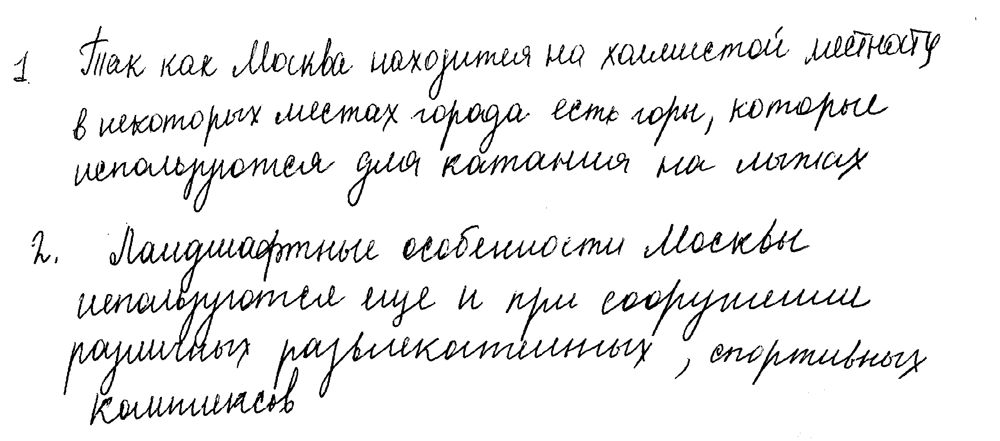 1. Так как Москва находится на холмистой местности
в некоторых местах города есть горы, которые
используются для катания на лыжах
2. Ландшафтные особенности Москвы
используются еще и при сооружении
различных развлекательных, спортивных
комплексов